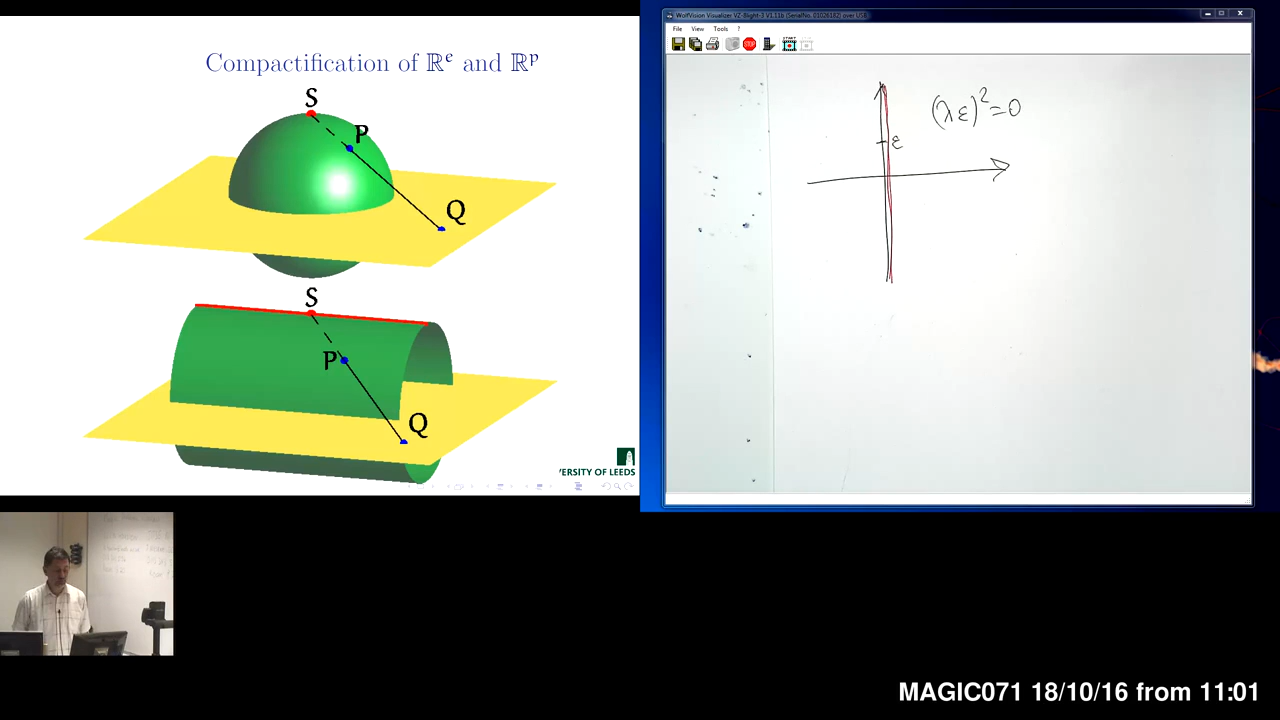 Compactification of ℝᵉ and ℝᵖ
S
P
Q
S
P
Q
VERSITY OF LEEDS
File View Tools ?
(λε)²=0
ε
MAGIC071 18/10/16 from 11:01